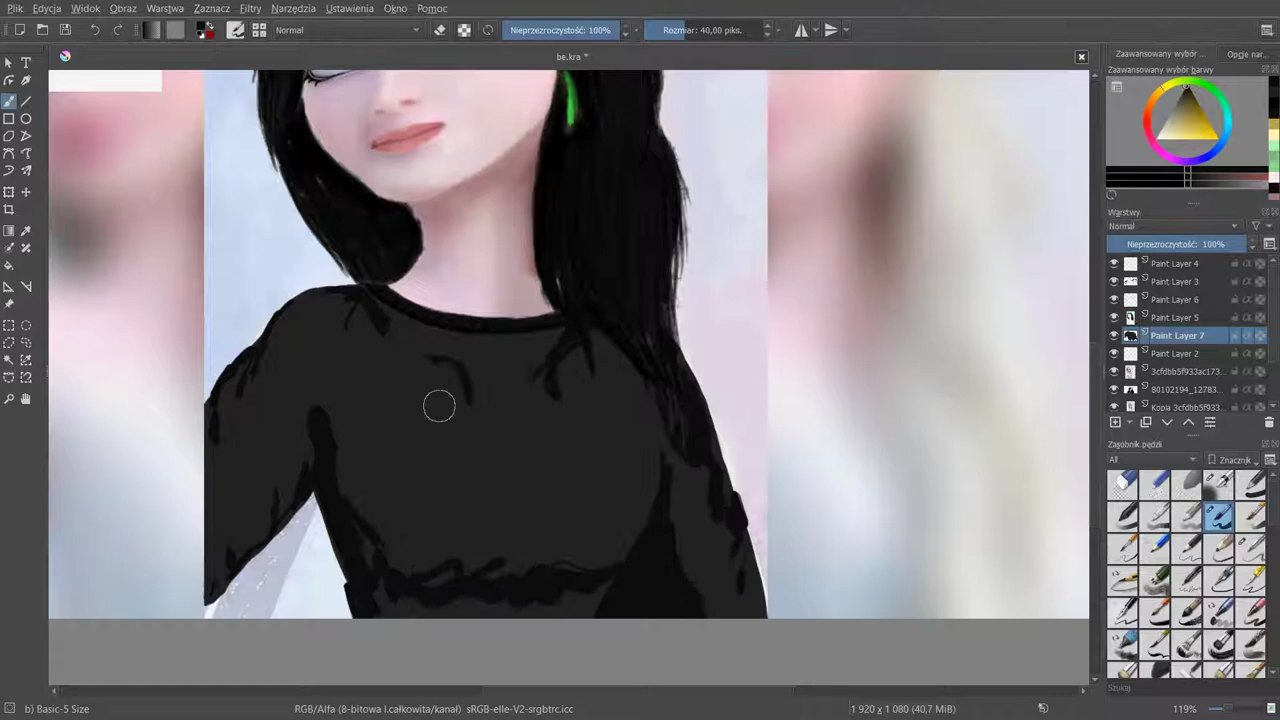 Plik Edycja Widok Obraz Warstwa Zaznacz Filtry Narzędzia Ustawienia Okno Pomoc
Normal Nieprzezroczystość: 100% Rozmiar: 40,00 piks.
be.kra *
Zaawansowany wybór ... Opcje nar...
Zaawansowany wybór barwy
Warstwy
Normal
Nieprzezroczystość: 100%
Paint Layer 4
Paint Layer 3
Paint Layer 6
Paint Layer 5
Paint Layer 7
Paint Layer 2
3cfdbb5f933ac173...
80102194_12783...
Kopia 3cfdbb5f933...
Zasobnik pędzli
All Znacznik
Szukaj
b) Basic-5 Size RGB/Alfa (8-bitowa l.całkowita/kanał) sRGB-elle-V2-srgbtrc.icc 1 920 x 1 080 (40,7 MiB) 119%